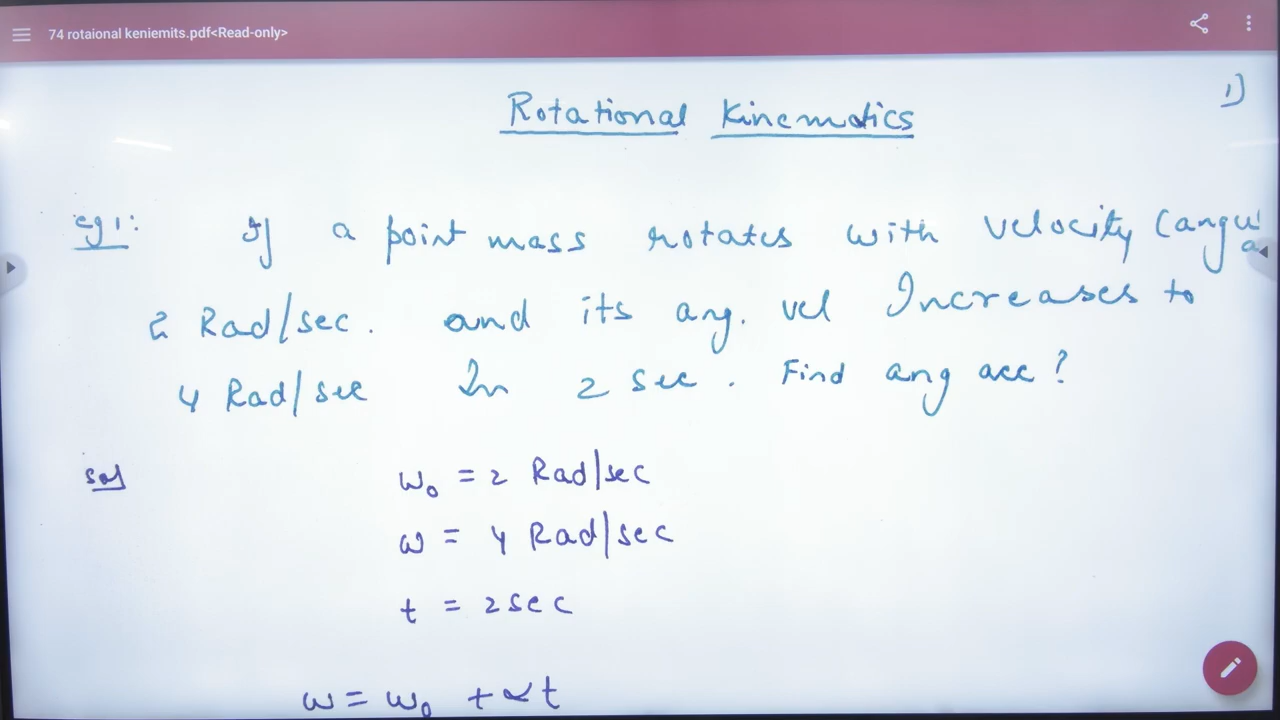 74 rotaional keniemits.pdf<Read-only>
1)
Rotational Kinematics
eg1: If a point mass rotates with velocity (angula
2 Rad/sec. and its ang. vel Increases to
4 Rad/sec In 2 sec. Find ang acc?
sol
ω₀ = 2 Rad/sec
ω = 4 Rad/sec
t = 2sec
ω = ω₀ + αt